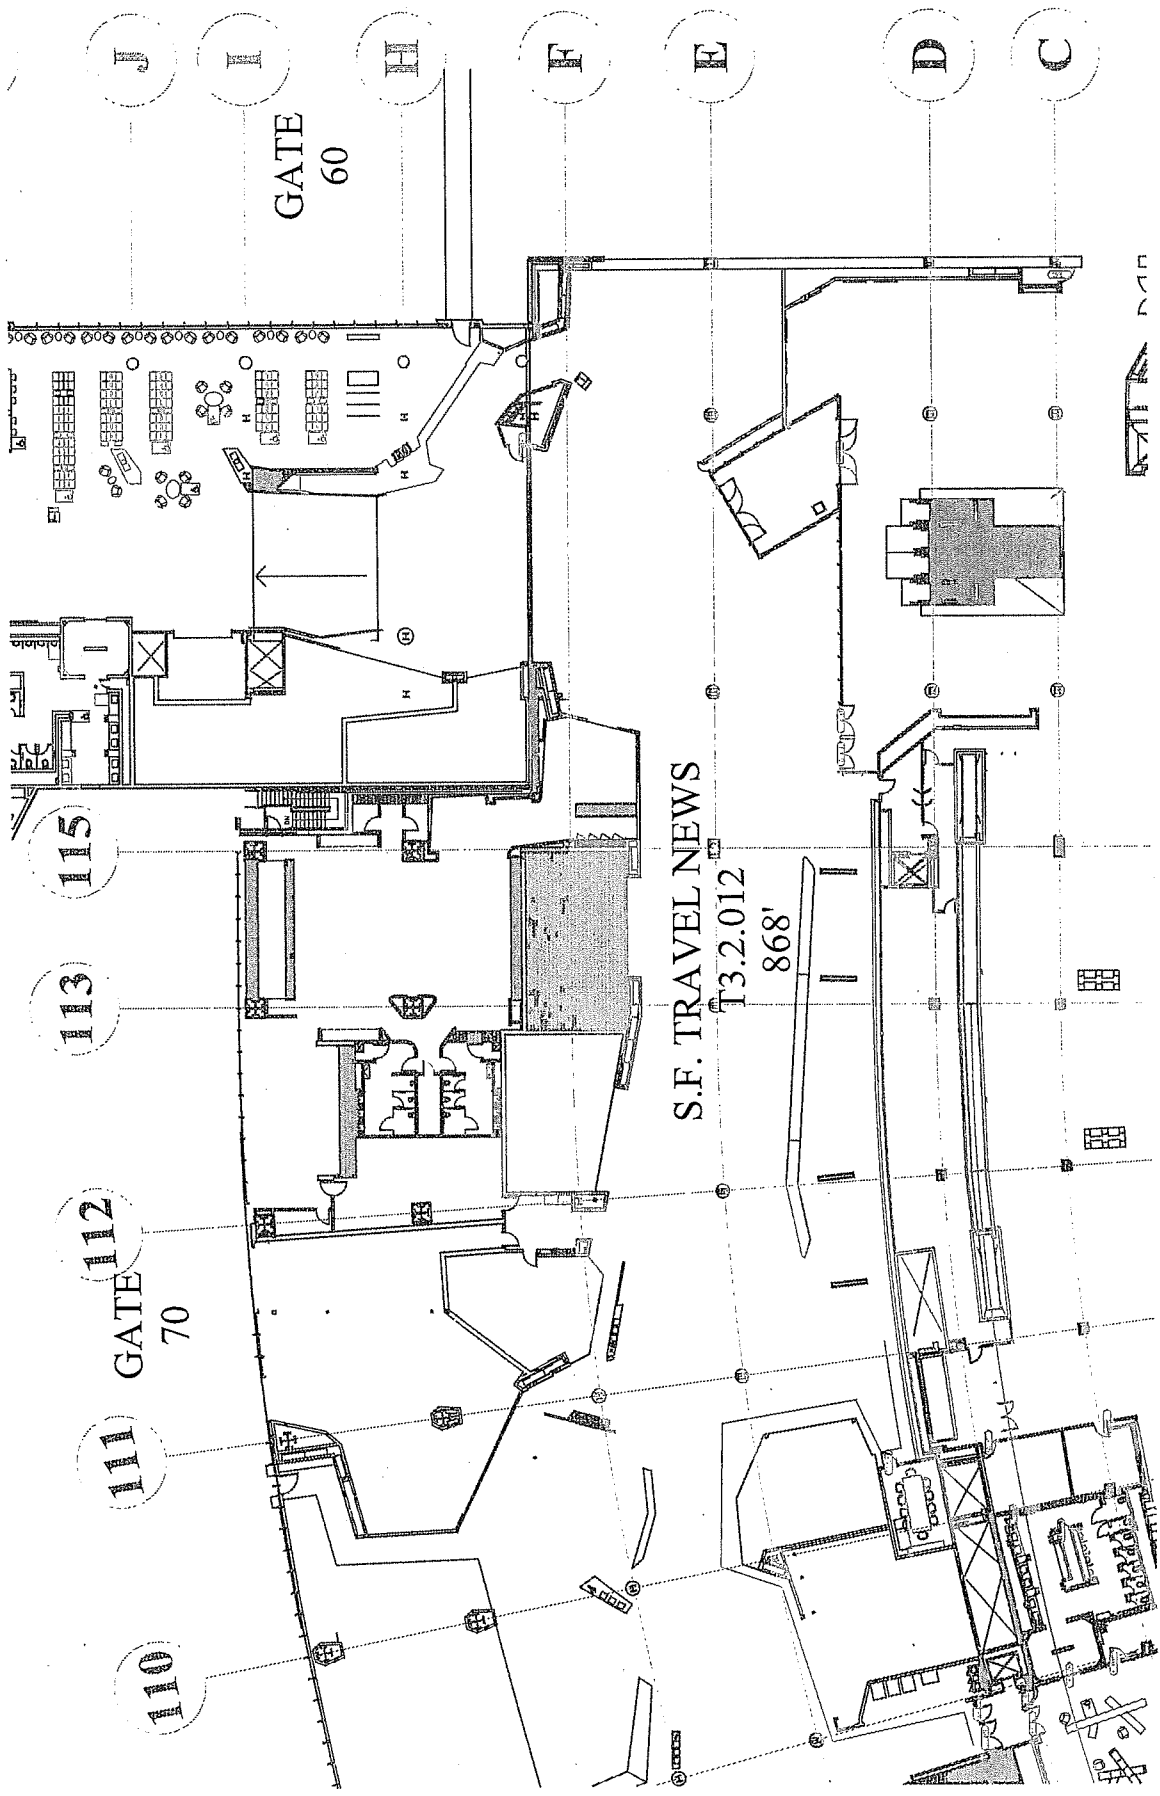 J
I
H
F
E
D
C
GATE
60
115
113
112
111
110
GATE
70
S.F. TRAVEL NEWS
T3.2.012
868'